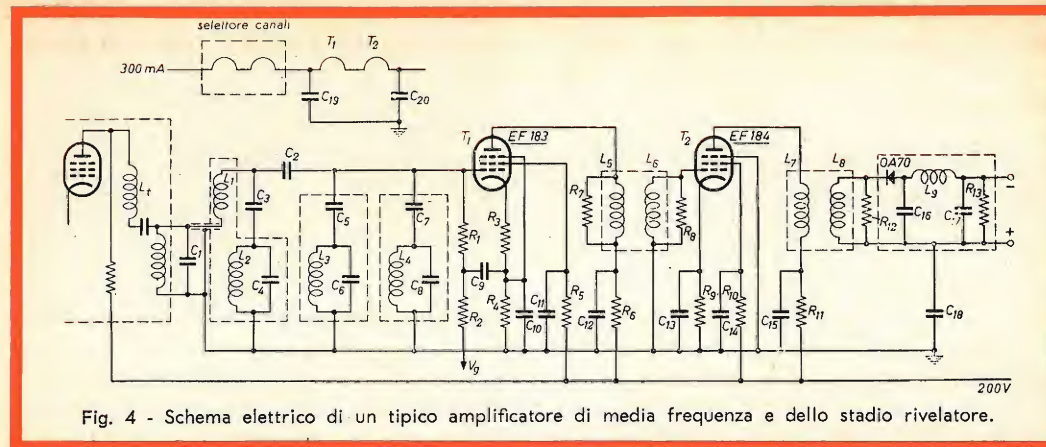 selettore canali
T1 T2
300 mA
C19 C20
T1 EF 183 T2 EF 184
C2
Lt L1 C3 C5 C7
L5 L6 L7 L8 OA70
L9 R13 -
R7 R8 R12 C16 C17
C1 R1 R3
L2 C4 L3 C6 L4 C8
C9 +
R2 R4 C11 C10 R5 C12 R6 C13 R9 C14 R10 C15 R11 C18
Vg
200V
Fig. 4 - Schema elettrico di un tipico amplificatore di media frequenza e dello stadio rivelatore.